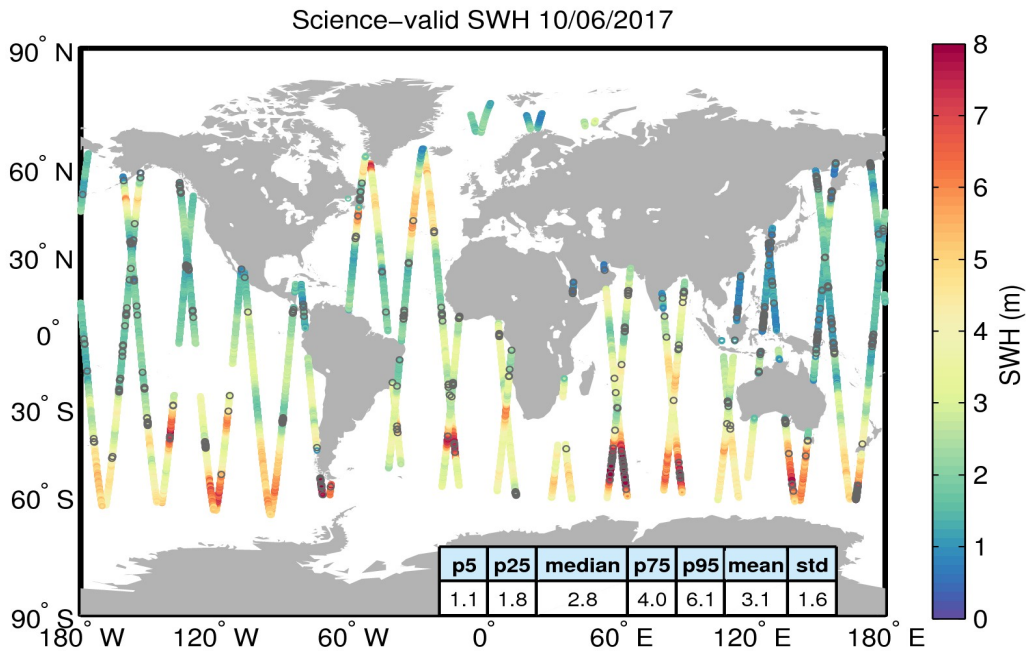 Science−valid SWH 10/06/2017
90° N
60° N
30° N
0°
30° S
60° S
90° S
180° W
120° W
60° W
0°
60° E
120° E
180° E
p5 p25 median p75 p95 mean std
1.1 1.8 2.8 4.0 6.1 3.1 1.6
8
7
6
5
4
3
2
1
0
SWH (m)